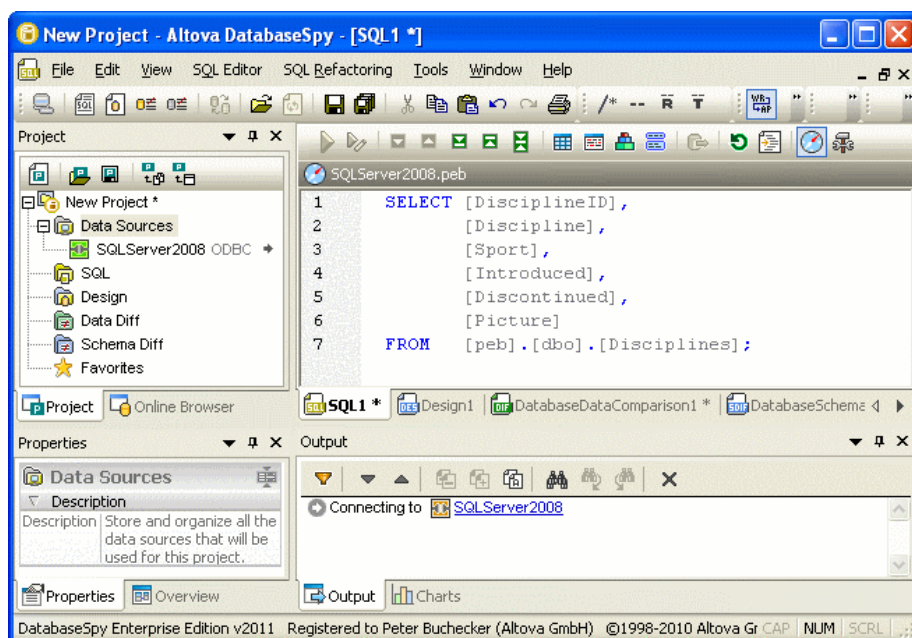 New Project - Altova DatabaseSpy - [SQL1 *]
File Edit View SQL Editor SQL Refactoring Tools Window Help
Project
SQLServer2008.peb
New Project *
Data Sources
SQLServer2008 ODBC
SQL
Design
Data Diff
Schema Diff
Favorites
1 SELECT [DisciplineID],
2 [Discipline],
3 [Sport],
4 [Introduced],
5 [Discontinued],
6 [Picture]
7 FROM [peb].[dbo].[Disciplines];
Project Online Browser
SQL1 * Design1 DatabaseDataComparison1 * DatabaseSchema
Properties
Data Sources
Description
Description Store and organize all the
data sources that will be
used for this project.
Properties Overview
Output
Connecting to SQLServer2008
Output Charts
DatabaseSpy Enterprise Edition v2011 Registered to Peter Buchecker (Altova GmbH) ©1998-2010 Altova Gr CAP NUM SCRL